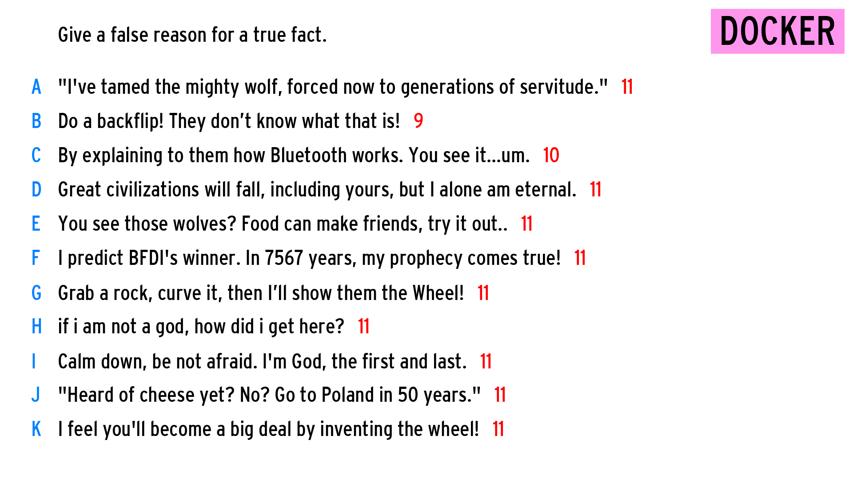 Give a false reason for a true fact.
DOCKER
A "I've tamed the mighty wolf, forced now to generations of servitude." 11
B Do a backflip! They don’t know what that is! 9
C By explaining to them how Bluetooth works. You see it...um. 10
D Great civilizations will fall, including yours, but I alone am eternal. 11
E You see those wolves? Food can make friends, try it out.. 11
F I predict BFDI's winner. In 7567 years, my prophecy comes true! 11
G Grab a rock, curve it, then I’ll show them the Wheel! 11
H if i am not a god, how did i get here? 11
I Calm down, be not afraid. I'm God, the first and last. 11
J "Heard of cheese yet? No? Go to Poland in 50 years." 11
K I feel you'll become a big deal by inventing the wheel! 11